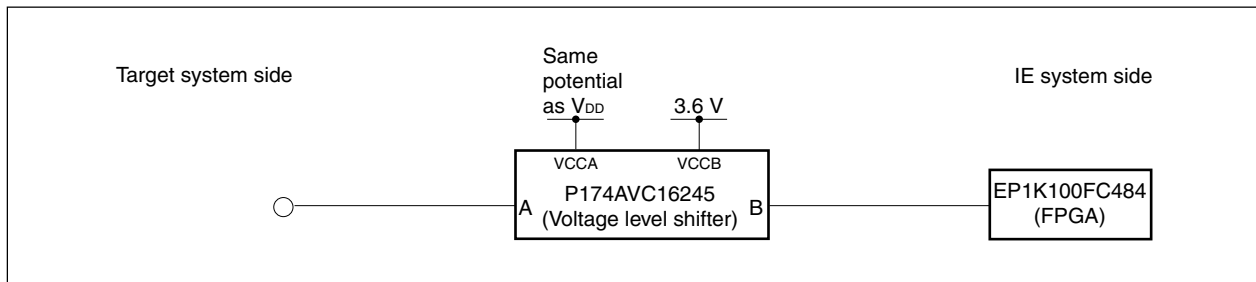 Target system side
Same
potential
as VDD
3.6 V
IE system side
VCCA
VCCB
P174AVC16245
A
(Voltage level shifter)
B
EP1K100FC484
(FPGA)